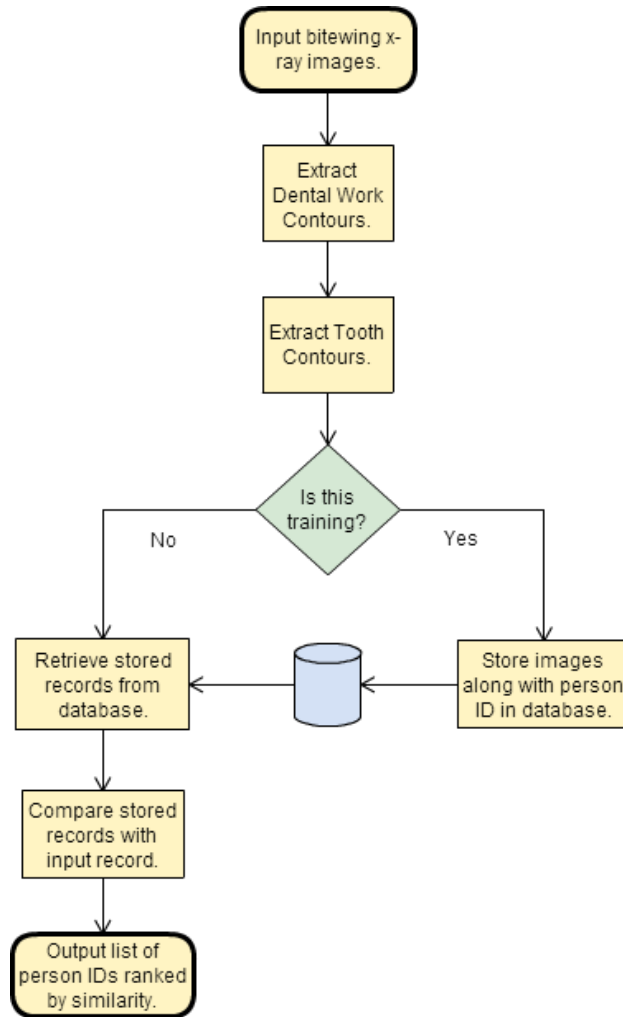 Input bitewing x-
ray images.
Extract
Dental Work
Contours.
Extract Tooth
Contours.
Is this
training?
No
Yes
Retrieve stored
records from
database.
Store images
along with person
ID in database.
Compare stored
records with
input record.
Output list of
person IDs ranked
by similarity.